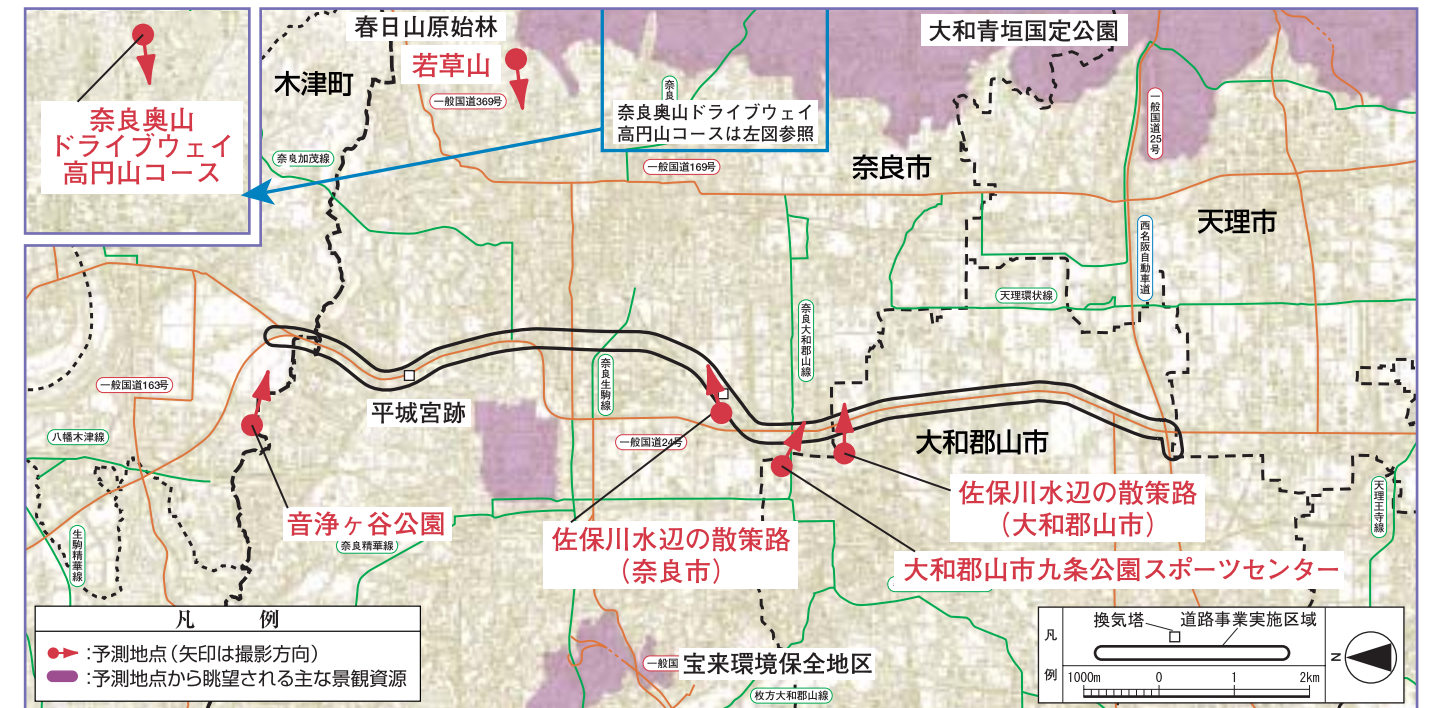 春日山原始林
若草山
木津町
一般国道369号
奈良加茂線
奈良奥山
ドライブウェイ
高円山コース
奈良奥山ドライブウェイ
高円山コースは左図参照
大和青垣国定公園
一般国道25号
奈良市
一般国道169号
天理市
西名阪自動車道
天理環状線
奈良大和郡山線
奈良生駒線
一般国道163号
平城宮跡
八幡木津線
一般国道24号
大和郡山市
音浄ヶ谷公園
奈良精華線
生駒精華線
佐保川水辺の散策路
(奈良市)
佐保川水辺の散策路
(大和郡山市)
大和郡山市九条公園スポーツセンター
天理王寺線
宝来環境保全地区
一般国
枚方大和郡山線
凡例
:予測地点(矢印は撮影方向)
:予測地点から眺望される主な景観資源
凡例
換気塔
道路事業実施区域
1000m 0 1 2km
N